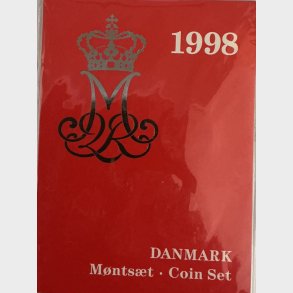 1998
DANMARK
Møntsæt · Coin Set